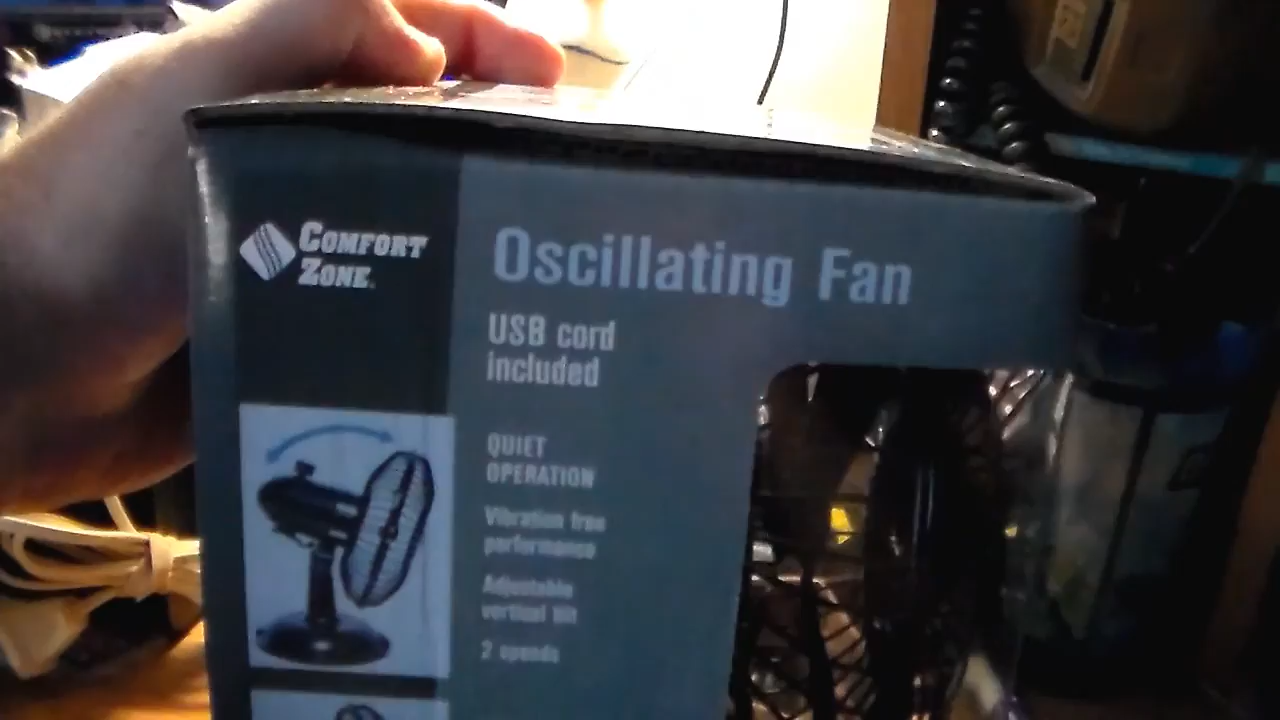 COMFORT
ZONE
Oscillating Fan
USB cord
included
QUIET
OPERATION
Vibration free
performance
Adjustable
vertical tilt
2 speeds